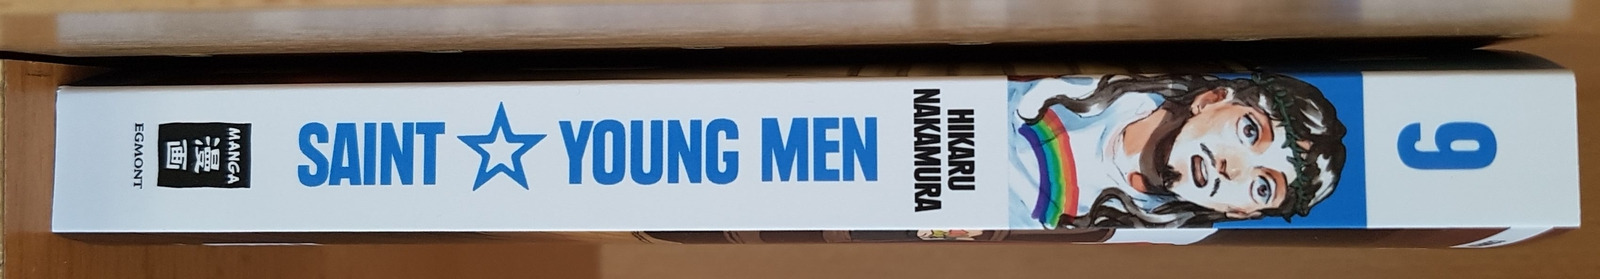 9
HIKARU
NAKAMURA
SAINT ☆ YOUNG MEN
MANGA
漫画
EGMONT